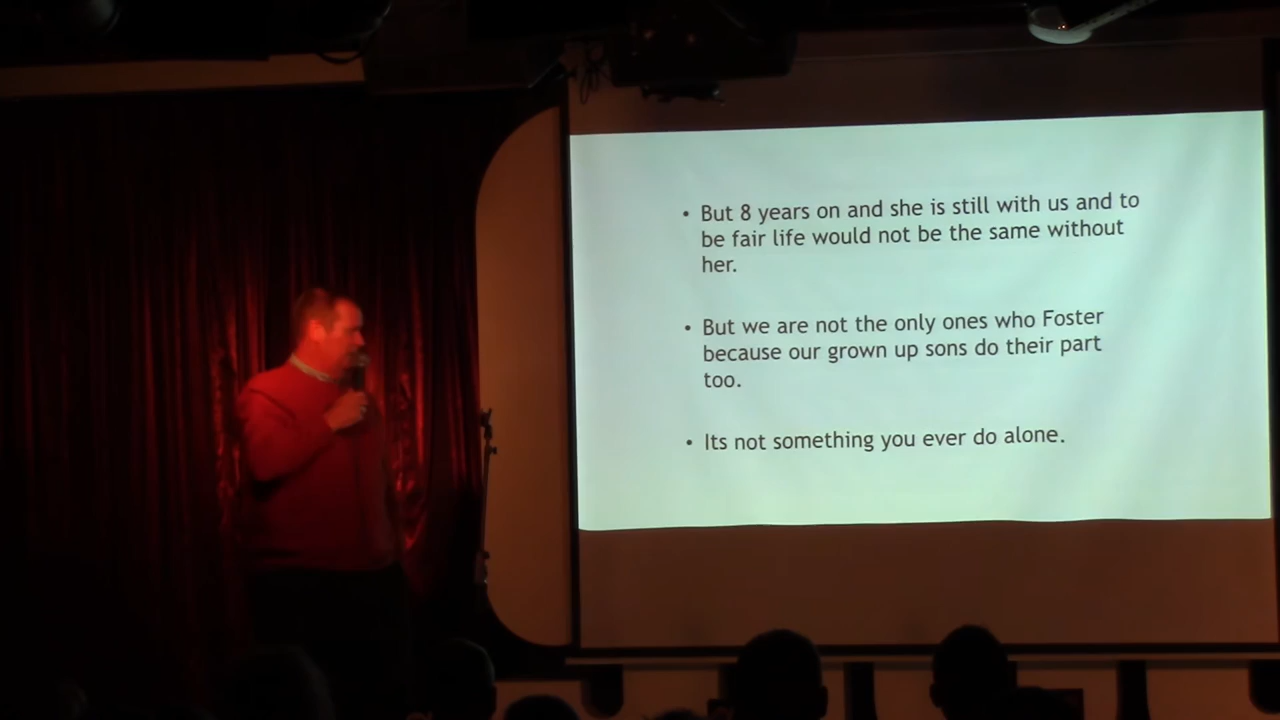 • But 8 years on and she is still with us and to
be fair life would not be the same without
her.
• But we are not the only ones who Foster
because our grown up sons do their part
too.
• Its not something you ever do alone.